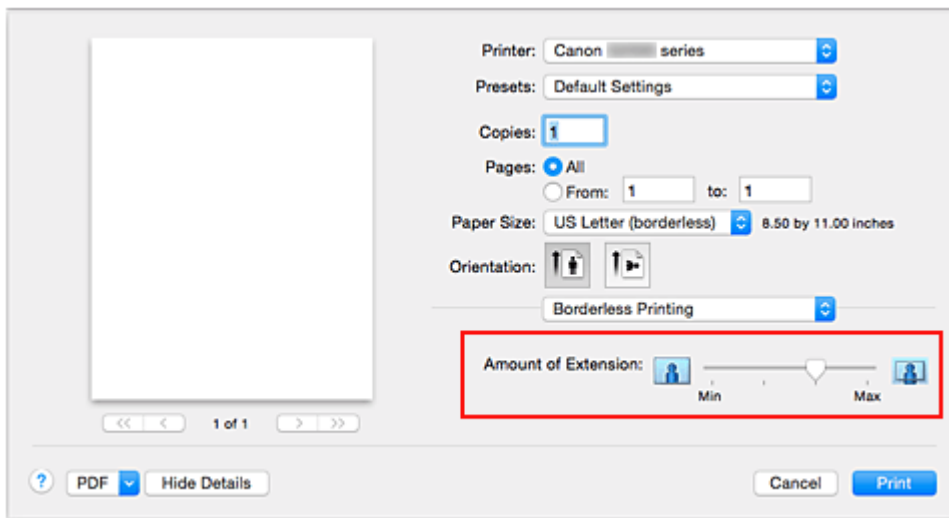 Printer: Canon series
Presets: Default Settings
Copies: 1
Pages: All
From: 1 to: 1
Paper Size: US Letter (borderless) 8.50 by 11.00 inches
Orientation:
Borderless Printing
Amount of Extension:
Min Max
<< < 1 of 1 > >>
? PDF Hide Details Cancel Print